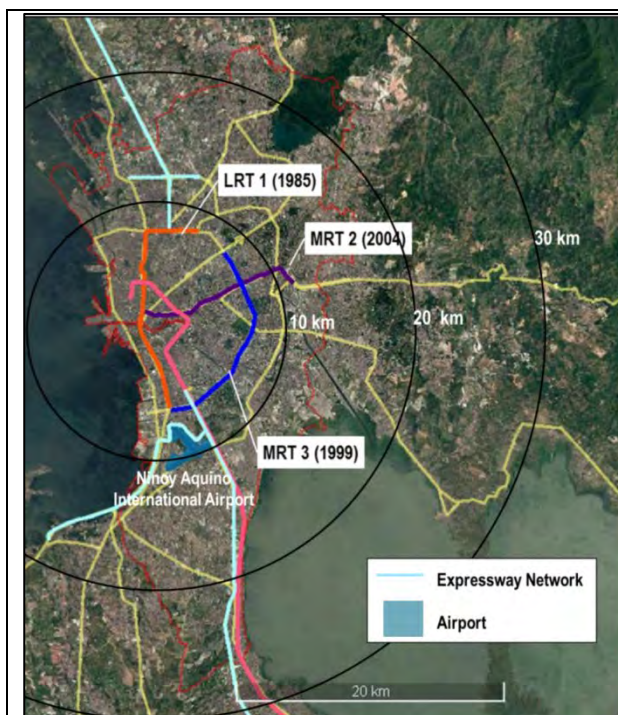 LRT 1 (1985)
MRT 2 (2004)
30 km
10 km
20 km
MRT 3 (1999)
Ninoy Aquino
International Airport
Expressway Network
Airport
20 km